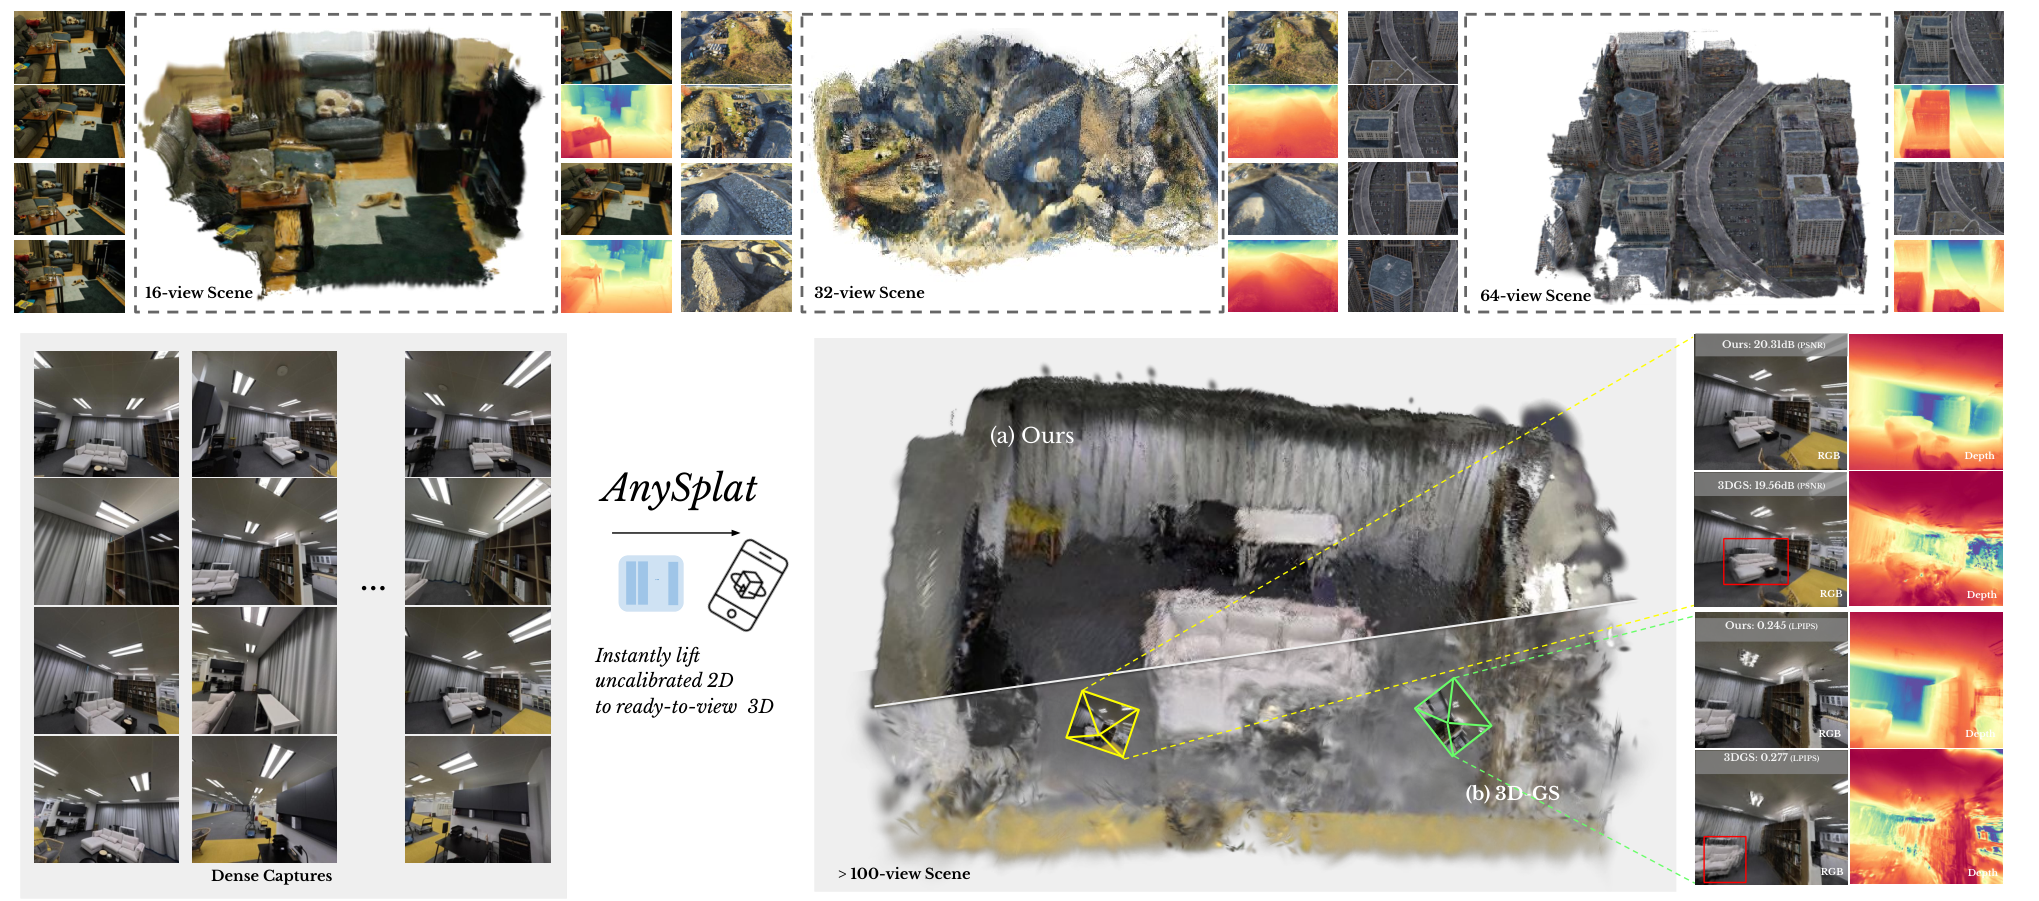 16-view Scene
32-view Scene
64-view Scene
Dense Captures
...
AnySplat
Instantly lift
uncalibrated 2D
to ready-to-view 3D
(a) Ours
(b) 3D-GS
> 100-view Scene
Ours: 20.31dB (PSNR)
RGB
Depth
3DGS: 19.56dB (PSNR)
RGB
Depth
Ours: 0.245 (LPIPS)
RGB
Depth
3DGS: 0.277 (LPIPS)
RGB
Depth